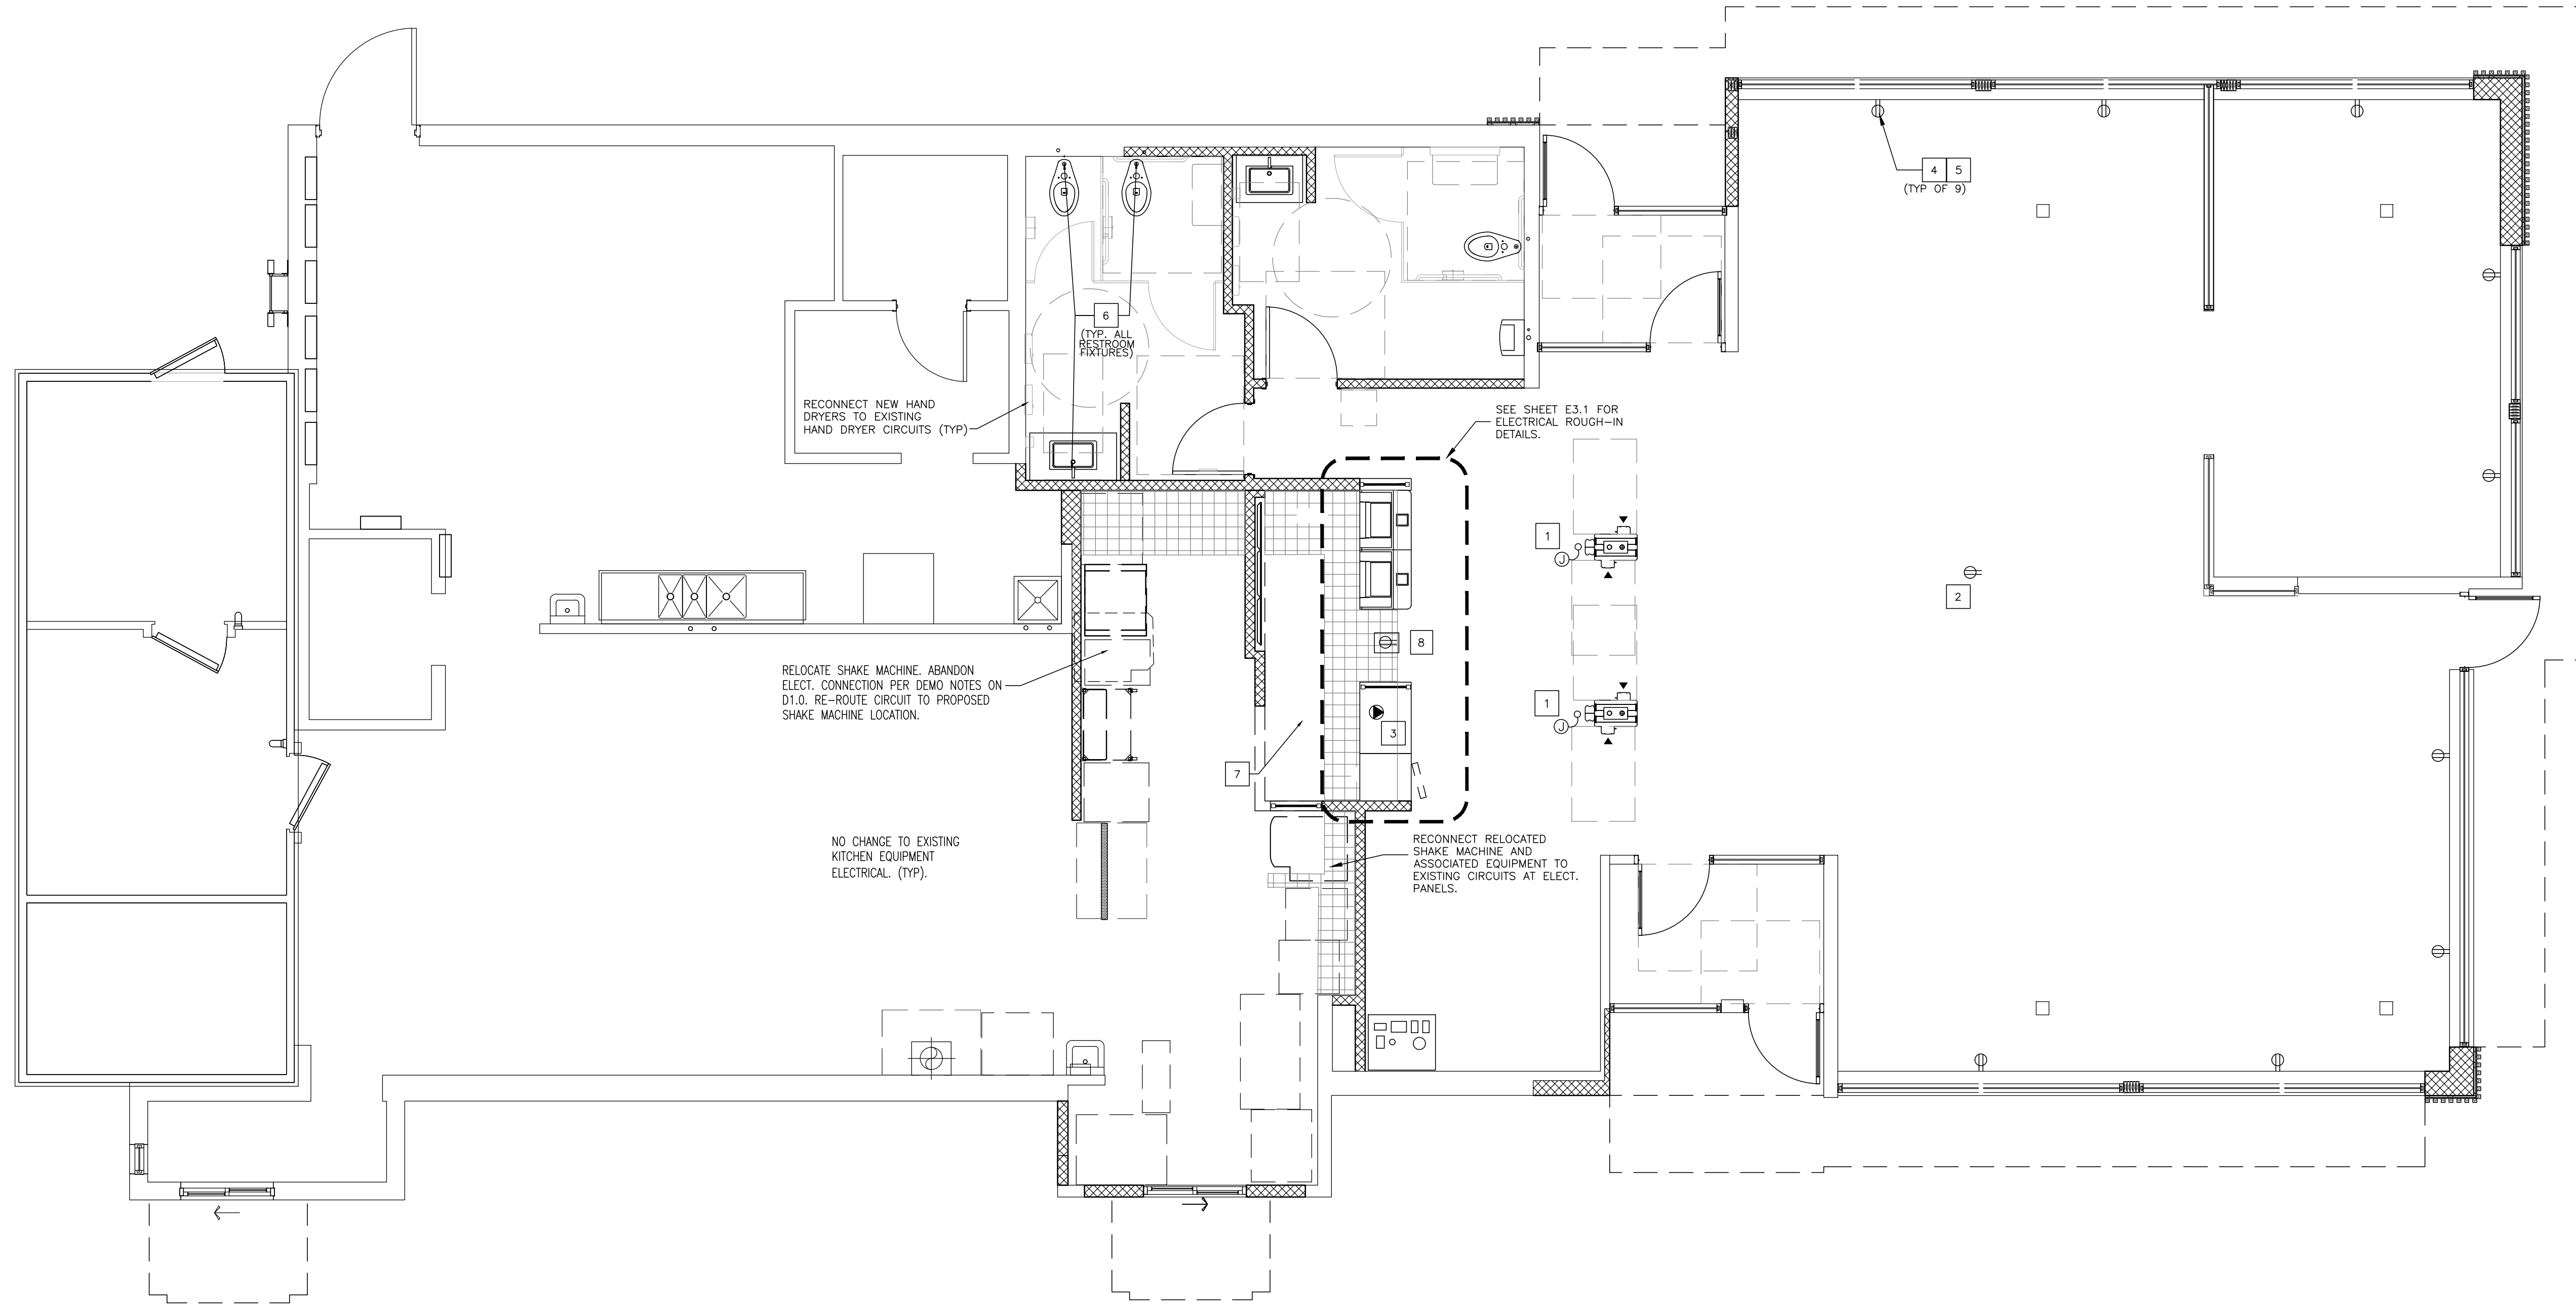 4 5
(TYP OF 9)
6
(TYP. ALL
RESTROOM
FIXTURES)
RECONNECT NEW HAND
DRYERS TO EXISTING
HAND DRYER CIRCUITS (TYP)
SEE SHEET E3.1 FOR
ELECTRICAL ROUGH-IN
DETAILS.
1
J
2
8
RELOCATE SHAKE MACHINE. ABANDON
ELECT. CONNECTION PER DEMO NOTES ON
D1.0. RE-ROUTE CIRCUIT TO PROPOSED
SHAKE MACHINE LOCATION.
1
J
3
7
NO CHANGE TO EXISTING
KITCHEN EQUIPMENT
ELECTRICAL. (TYP).
RECONNECT RELOCATED
SHAKE MACHINE AND
ASSOCIATED EQUIPMENT TO
EXISTING CIRCUITS AT ELECT.
PANELS.